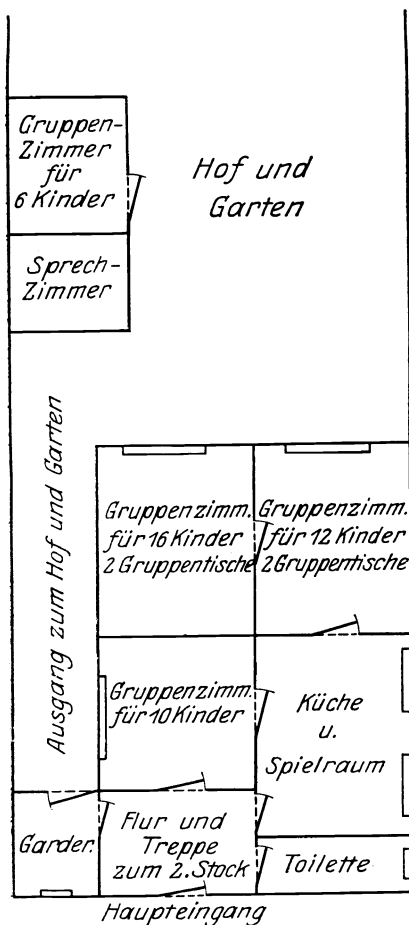 Gruppen-
Zimmer
für
6 Kinder
Hof und
Garten
Sprech-
Zimmer
Ausgang zum Hof und Garten
Gruppenzimm.
für 16 Kinder
2 Gruppentische
Gruppenzimm.
für 12 Kinder
2 Gruppentische
Gruppenzimm.
für 10 Kinder
Küche
u.
Spielraum
Garder.
Flur und
Treppe
zum 2. Stock
Toilette
Haupteingang